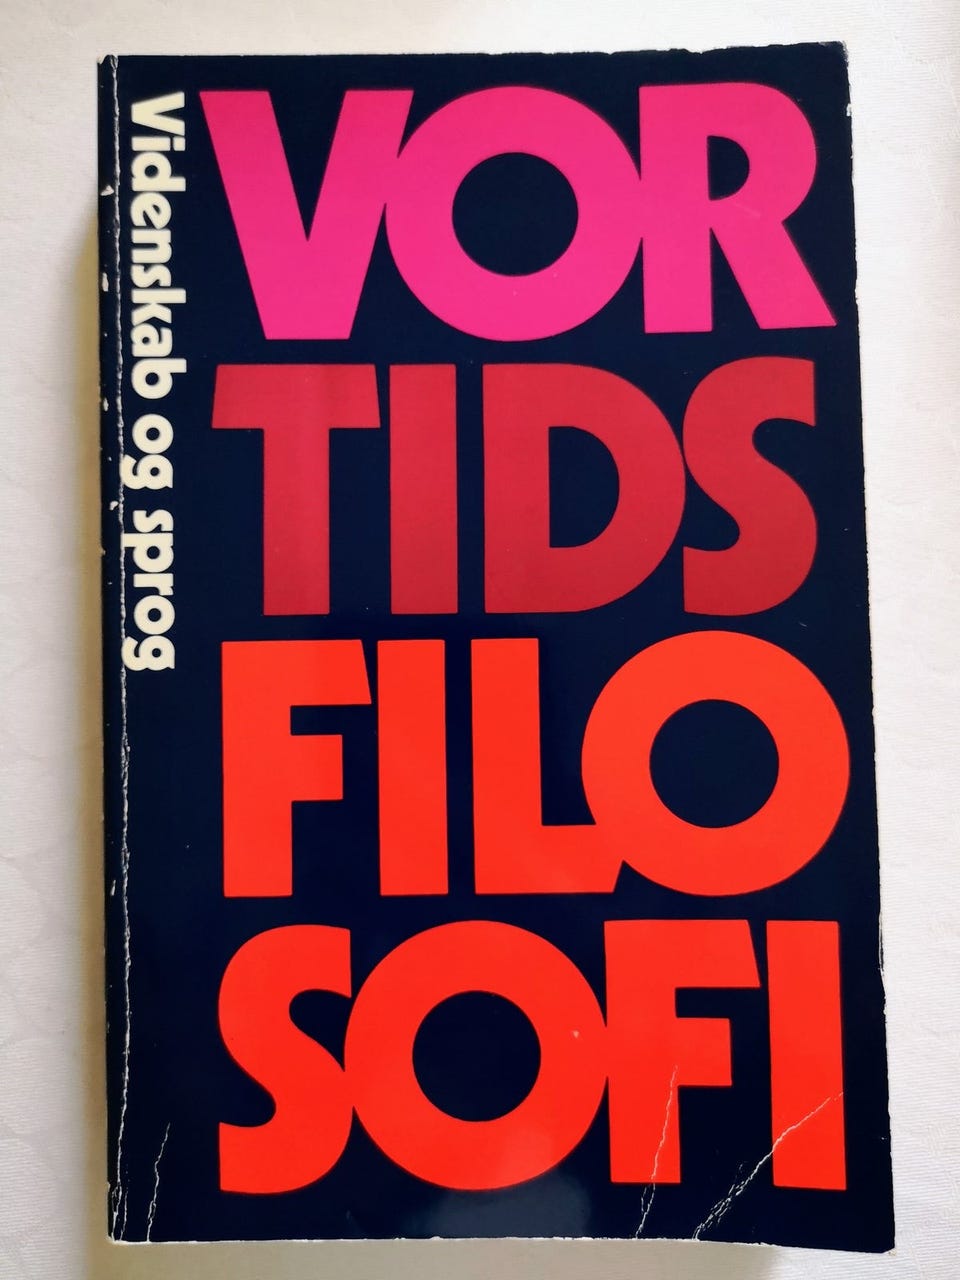 Videnskab og sprog
VOR
TIDS
FILO
SOFI